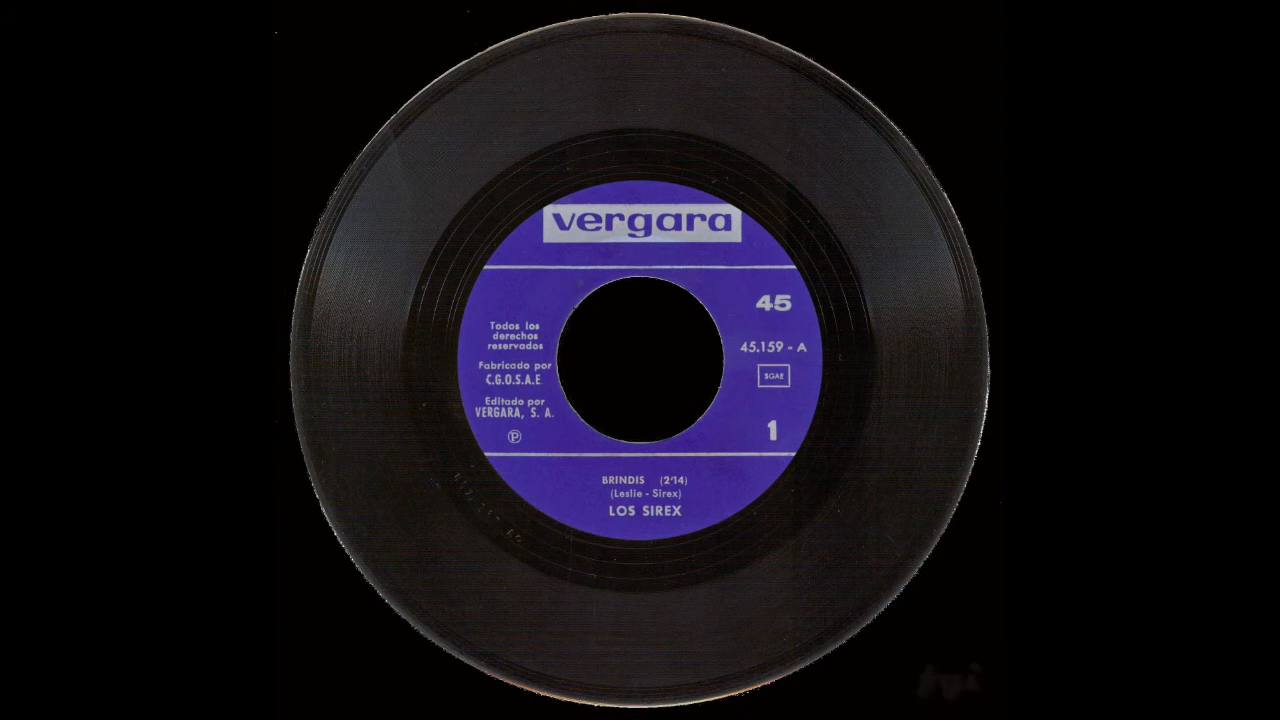 vergara
45
Todos los
derechos
reservados
45.159 - A
Fabricado por
C.G.O.S.A.E.
SGAE
Editado por
VERGARA, S. A.
℗
1
BRINDIS (2'14)
(Leslie - Sirex)
LOS SIREX